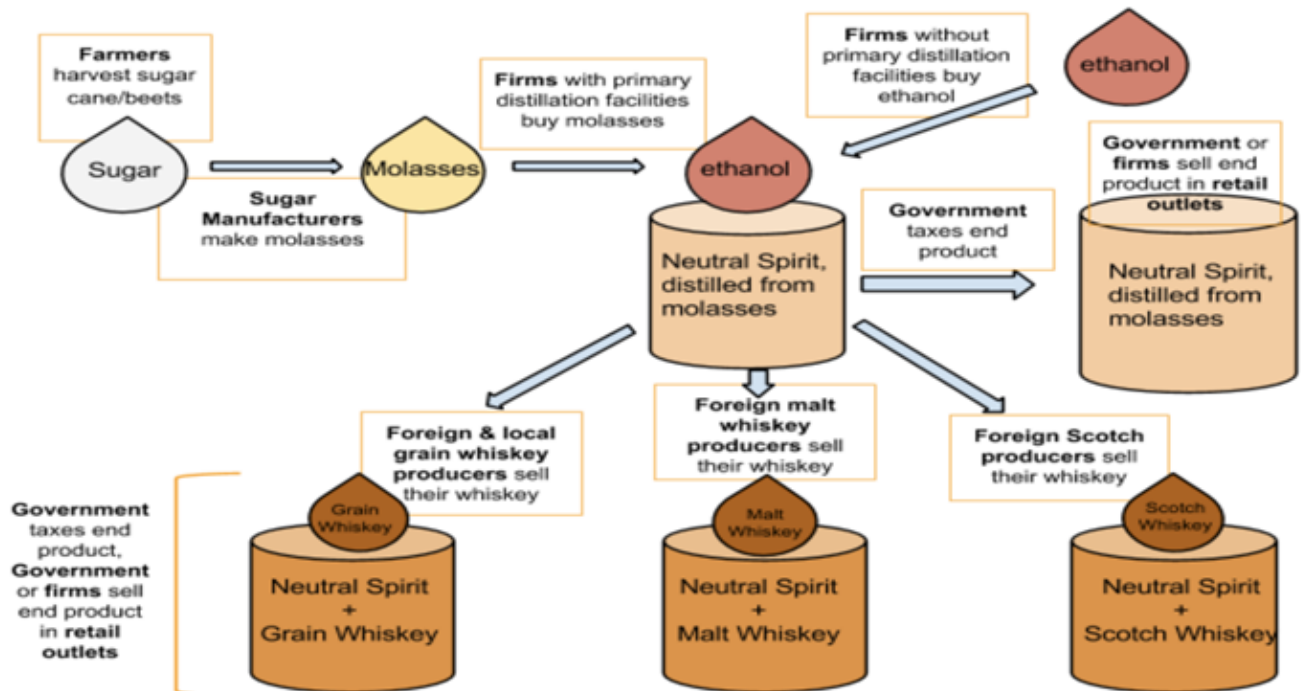 Farmers
harvest sugar
cane/beets
Sugar
Sugar
Manufacturers
make molasses
Molasses
Firms with primary
distillation facilities
buy molasses
ethanol
Firms without
primary distillation
facilities buy
ethanol
ethanol
Neutral Spirit,
distilled from
molasses
Government
taxes end
product
Government or
firms sell end
product in retail
outlets
Neutral Spirit,
distilled from
molasses
Foreign & local
grain whiskey
producers sell
their whiskey
Foreign malt
whiskey
producers sell
their whiskey
Foreign Scotch
producers sell
their whiskey
Government
taxes end
product,
Government
or firms sell
end product
in retail
outlets
Grain
Whiskey
Neutral Spirit
+
Grain Whiskey
Malt
Whiskey
Neutral Spirit
+
Malt Whiskey
Scotch
Whiskey
Neutral Spirit
+
Scotch Whiskey